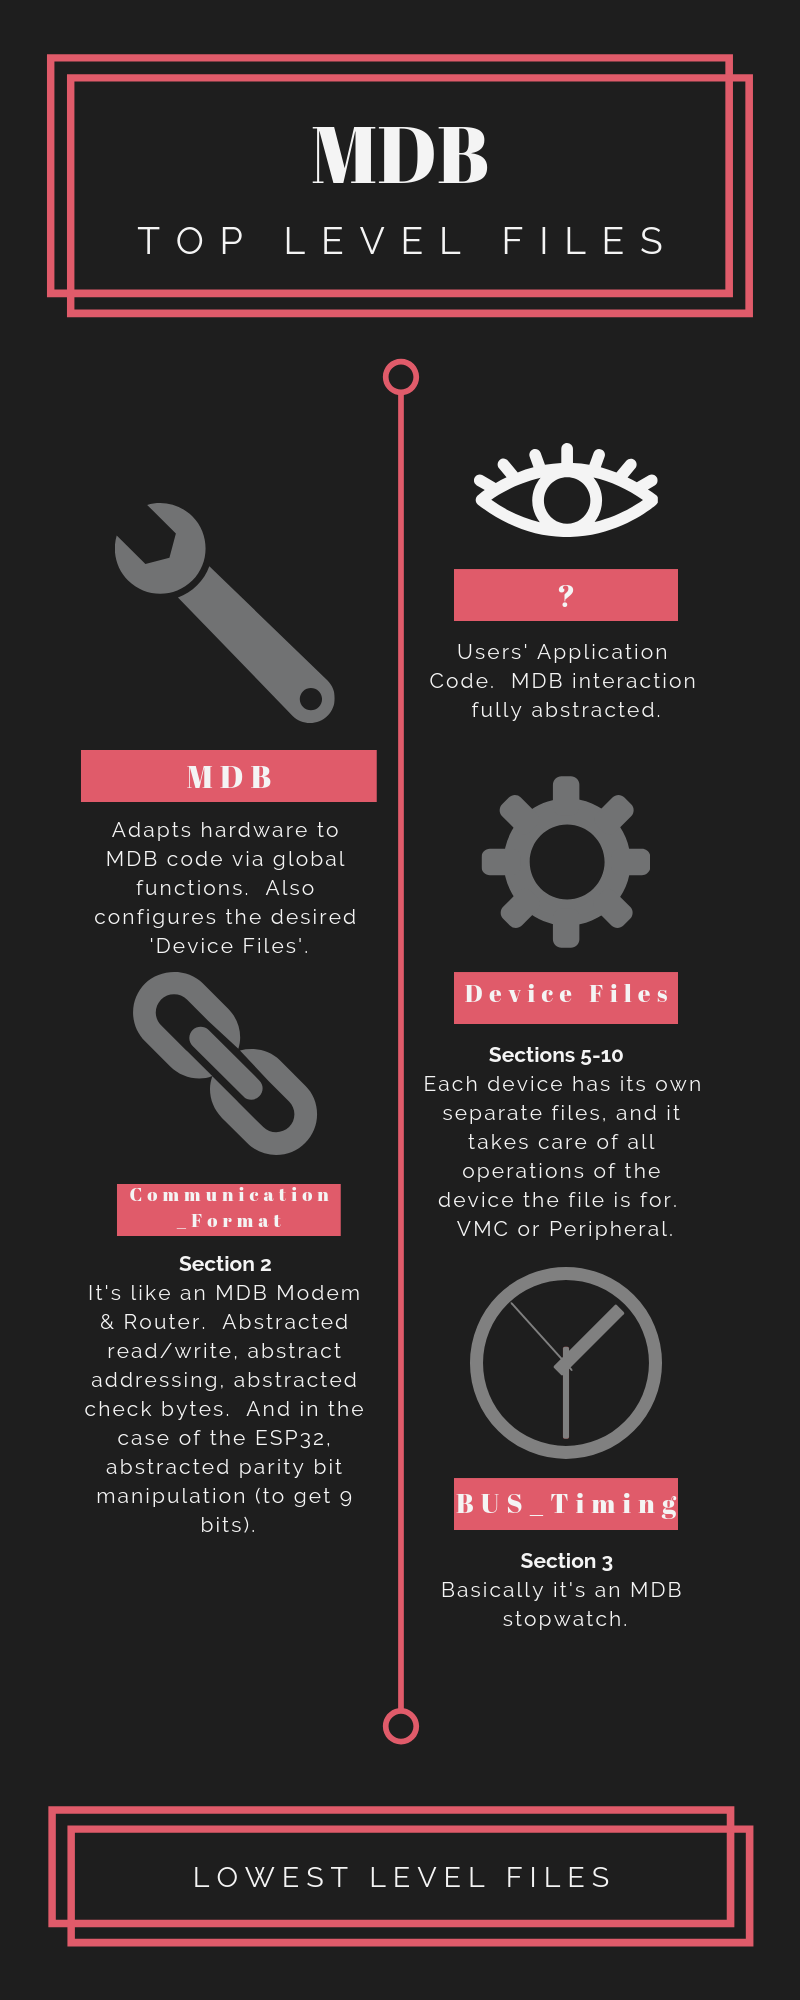 MDB
TOP LEVEL FILES
?
Users' Application
Code.  MDB interaction
fully abstracted.
MDB
Adapts hardware to
MDB code via global
functions.  Also
configures the desired
'Device Files'.
Device Files
Sections 5-10
Each device has its own
separate files, and it
takes care of all
operations of the
device the file is for.
VMC or Peripheral.
Communication
_Format
Section 2
It's like an MDB Modem
& Router.  Abstracted
read/write, abstract
addressing, abstracted
check bytes.  And in the
case of the ESP32,
abstracted parity bit
manipulation (to get 9
bits).
BUS_Timing
Section 3
Basically it's an MDB
stopwatch.
LOWEST LEVEL FILES